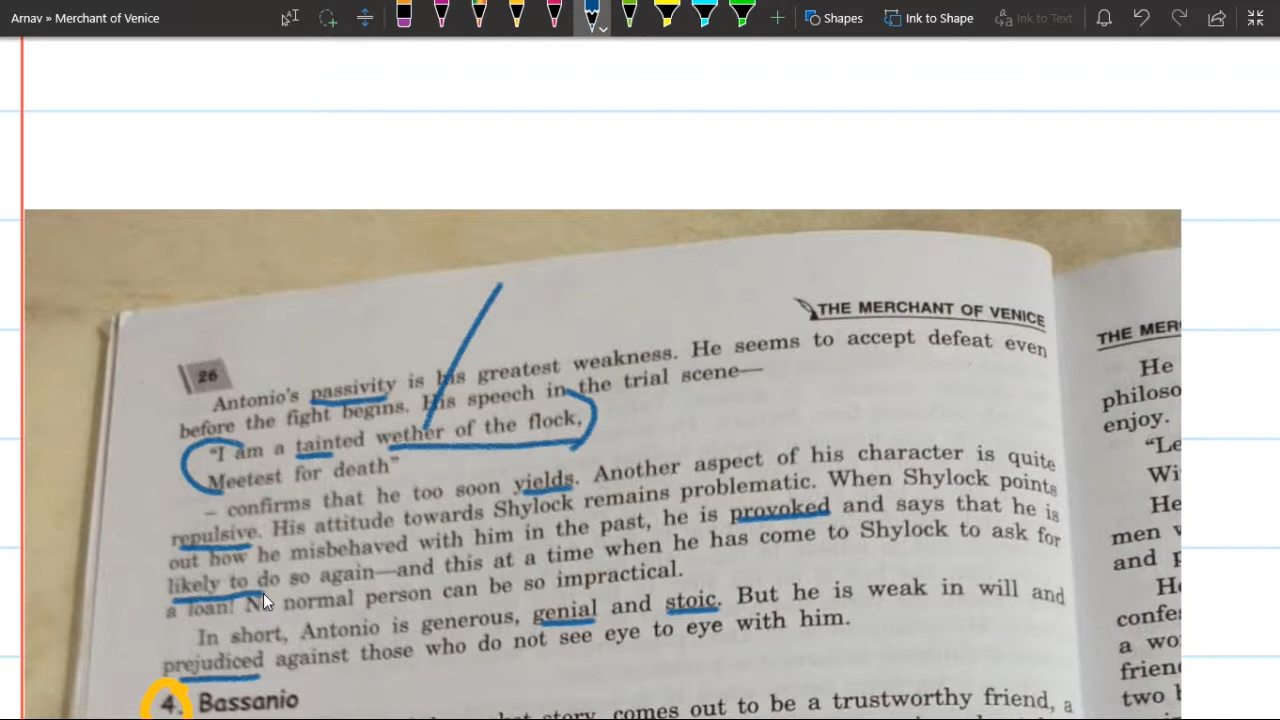 Arnav » Merchant of Venice
Shapes
Ink to Shape
Ink to Text
THE MERCHANT OF VENICE
26
Antonio's passivity is his greatest weakness. He seems to accept defeat even
before the fight begins. His speech in the trial scene—
"I am a tainted wether of the flock,
Meetest for death"
– confirms that he too soon yields. Another aspect of his character is quite
repulsive. His attitude towards Shylock remains problematic. When Shylock points
out how he misbehaved with him in the past, he is provoked and says that he is
likely to do so again—and this at a time when he has come to Shylock to ask for
a loan! No normal person can be so impractical.
In short, Antonio is generous, genial and stoic. But he is weak in will and
prejudiced against those who do not see eye to eye with him.
4. Bassanio
story, comes out to be a trustworthy friend, a
THE MER
He
philoso
enjoy.
"Le
Wi
He
men
and p
He
confes
a wo
frien
two